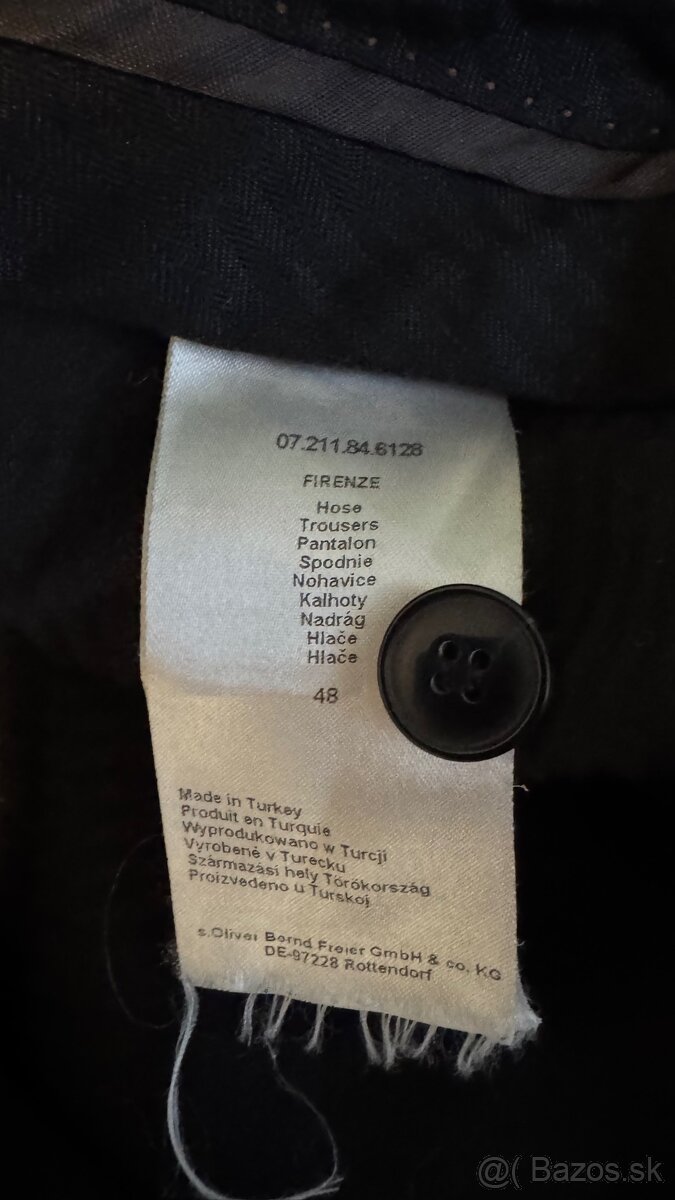 07.211.84.6128
FIRENZE
Hose
Trousers
Pantalon
Spodnie
Nohavice
Kalhoty
Nadrág
Hlače
Hlače
48
Made in Turkey
Produit en Turquie
Wyprodukowano w Turcji
Vyrobené v Turecku
Származási hely Törökország
Proizvedeno u Turskoj
s.Oliver Bernd Freier GmbH & co. KG
DE-97228 Rottendorf
@( Bazos.sk